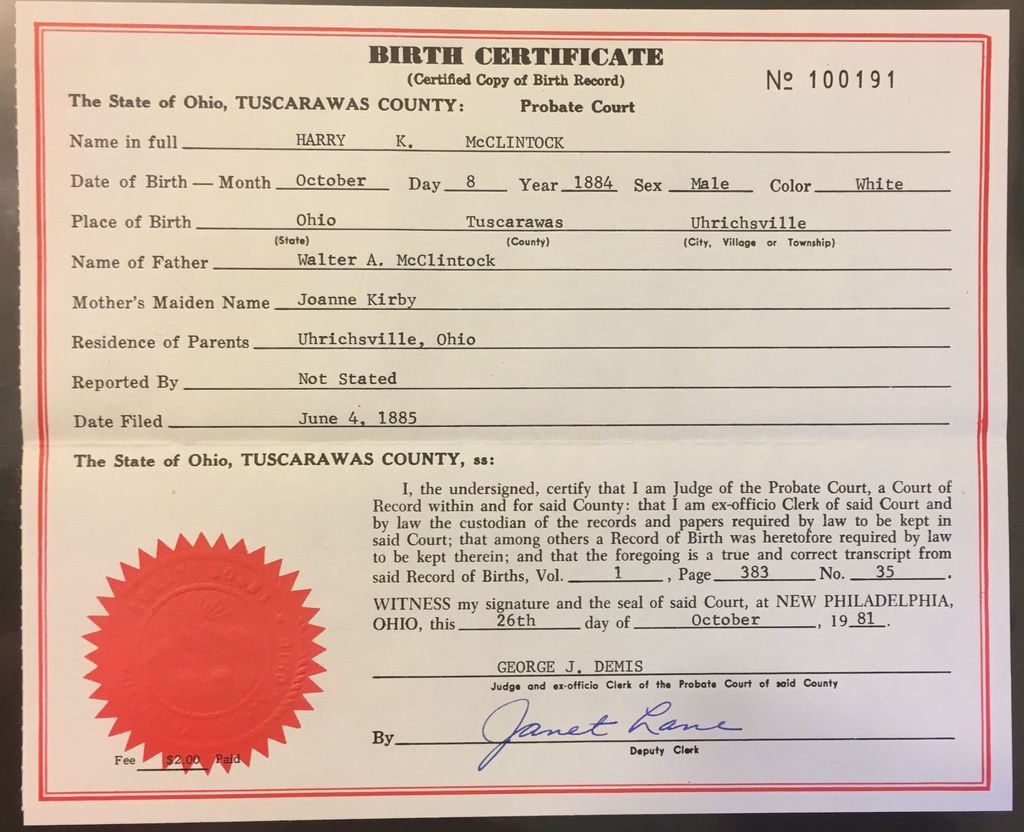 BIRTH CERTIFICATE
(Certified Copy of Birth Record)
№ 100191
The State of Ohio, TUSCARAWAS COUNTY: Probate Court
Name in full HARRY K. McCLINTOCK
Date of Birth — Month October Day 8 Year 1884 Sex Male Color White
Place of Birth Ohio Tuscarawas Uhrichsville
(State) (County) (City, Village or Township)
Name of Father Walter A. McClintock
Mother's Maiden Name Joanne Kirby
Residence of Parents Uhrichsville, Ohio
Reported By Not Stated
Date Filed June 4, 1885
The State of Ohio, TUSCARAWAS COUNTY, ss:
I, the undersigned, certify that I am Judge of the Probate Court, a Court of
Record within and for said County: that I am ex-officio Clerk of said Court and
by law the custodian of the records and papers required by law to be kept in
said Court; that among others a Record of Birth was heretofore required by law
to be kept therein; and that the foregoing is a true and correct transcript from
said Record of Births, Vol. 1, Page 383 No. 35.
WITNESS my signature and the seal of said Court, at NEW PHILADELPHIA,
OHIO, this 26th day of October, 19 81.
GEORGE J. DEMIS
Judge and ex-officio Clerk of the Probate Court of said County
By Janet Lane
Deputy Clerk
Fee $2.00 Paid